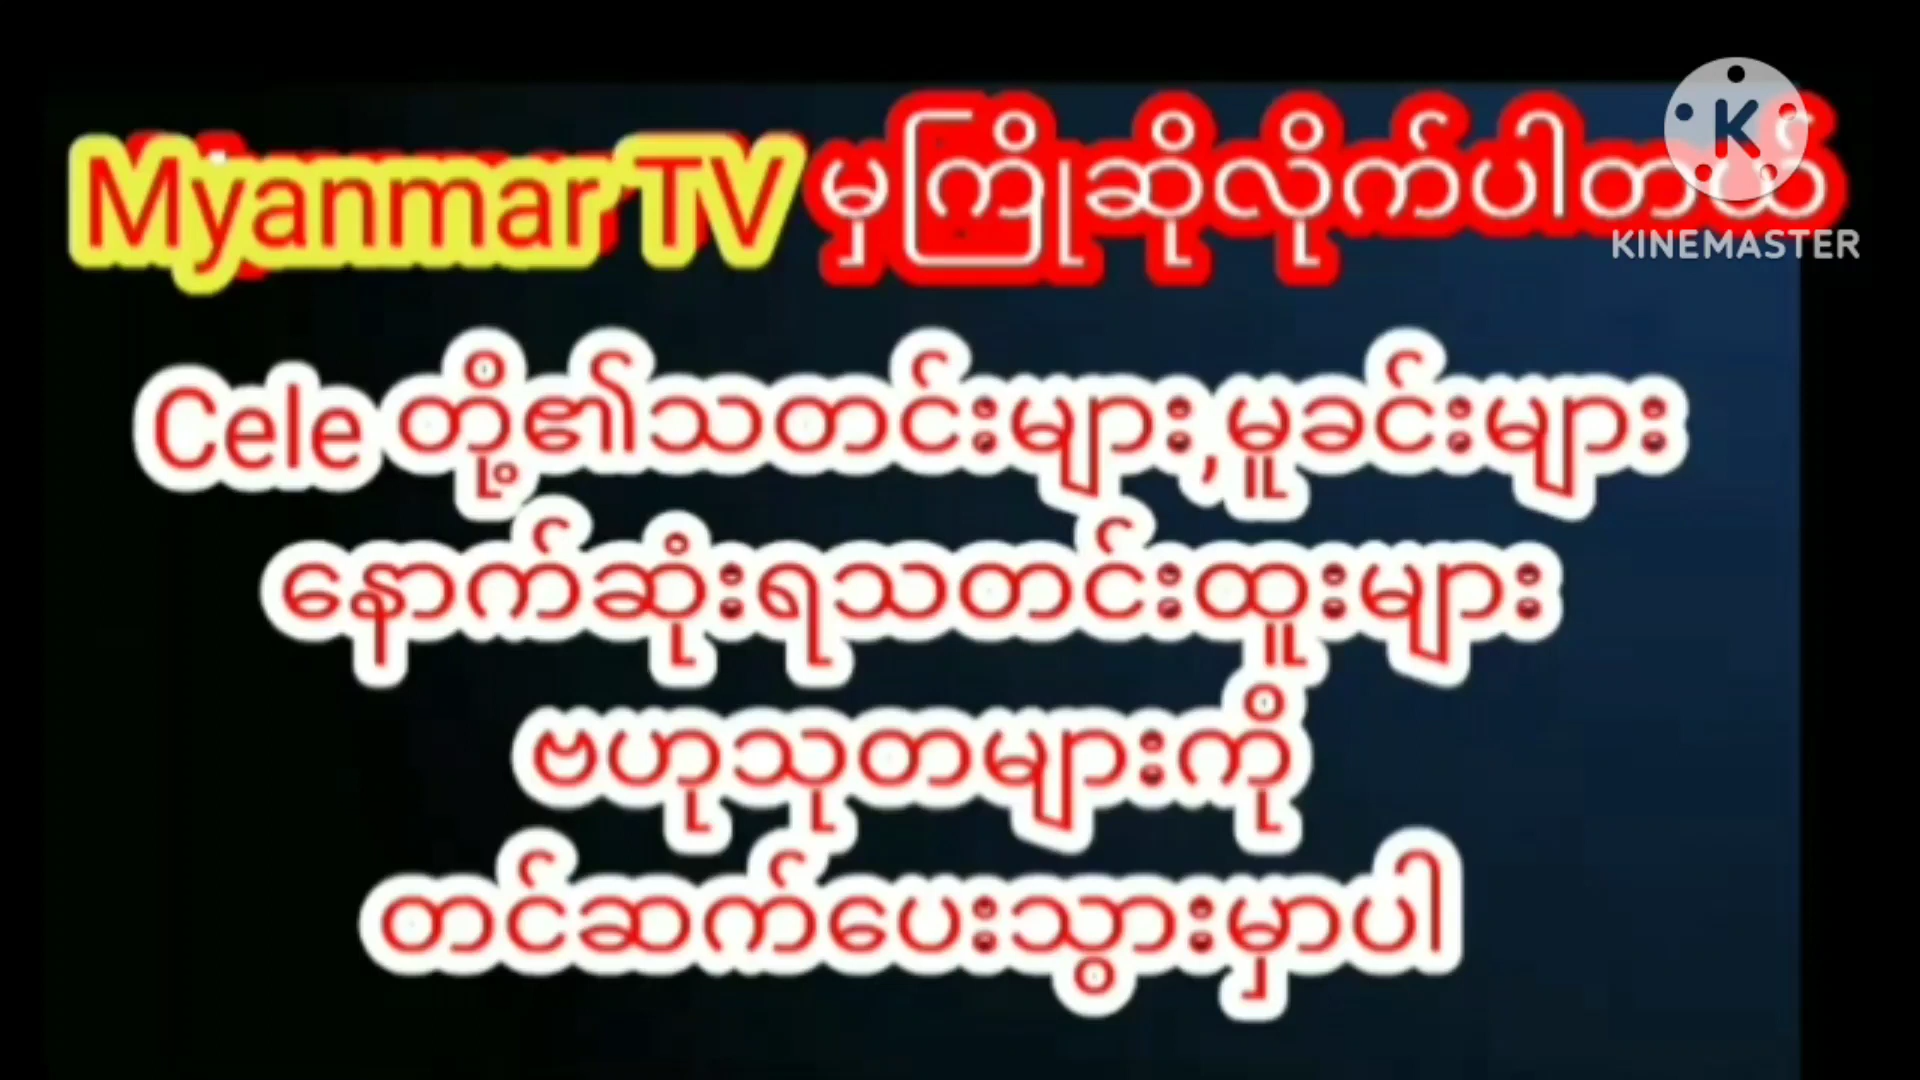 Myanmar TV မှကြိုဆိုလိုက်ပါတယ်
KINEMASTER
Cele တို့၏သတင်းများ,မူခင်းများ
နောက်ဆုံးရသတင်းထူးများ
ဗဟုသုတများကို
တင်ဆက်ပေးသွားမှာပါ